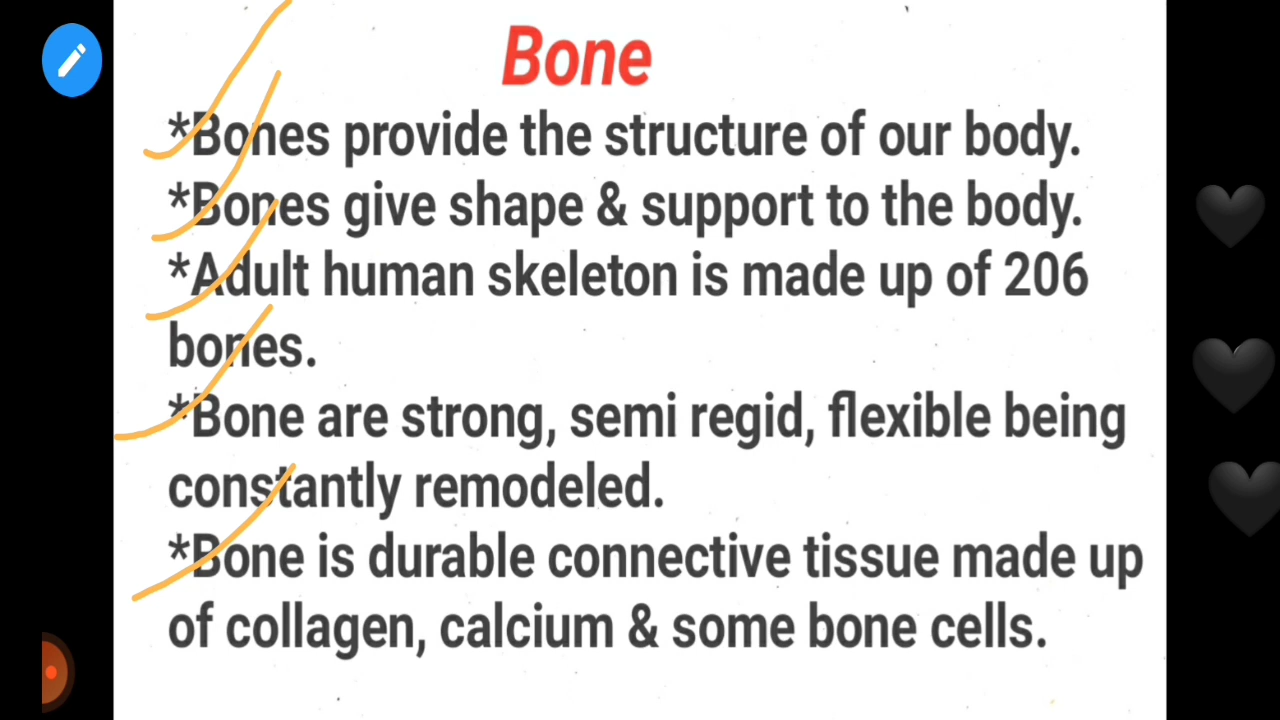 Bone
*Bones provide the structure of our body.
*Bones give shape & support to the body.
*Adult human skeleton is made up of 206
bones.
*Bone are strong, semi regid, flexible being
constantly remodeled.
*Bone is durable connective tissue made up
of collagen, calcium & some bone cells.